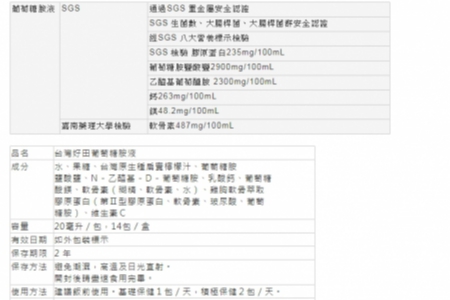 葡萄糖胺液 SGS 通過SGS 重金屬安全認證
SGS 生菌數、大腸桿菌、大腸桿菌群安全認證
經SGS 八大營養標示檢驗
SGS 檢驗 膠原蛋白235mg/100mL
葡萄糖胺鹽酸鹽2900mg/100mL
乙醯基葡萄醣胺 2300mg/100mL
鈣263mg/100mL
鎂48.2mg/100mL
嘉南藥理大學檢驗 軟骨素487mg/100mL
品名 台灣好田葡萄糖胺液
成分 水、果糖、台灣原生種香檬檸檬汁、葡萄糖胺
鹽酸鹽、N-乙醯基-D-葡萄糖胺、乳酸鈣、葡萄糖
酸鎂、軟骨素（糊精、軟骨素、水）、雞胸軟骨萃取
膠原蛋白（第II型膠原蛋白、軟骨素、玻尿酸、葡萄
糖胺）、維生素C
容量 20毫升/包，14包/盒
有效日期 如外包裝標示
保存期限 2 年
保存方法 避免潮濕，高溫及日光直射。
開封後請盡速食用完畢。
使用方法 建議飯前使用。基礎保健1包/天，積極保健2包/天。